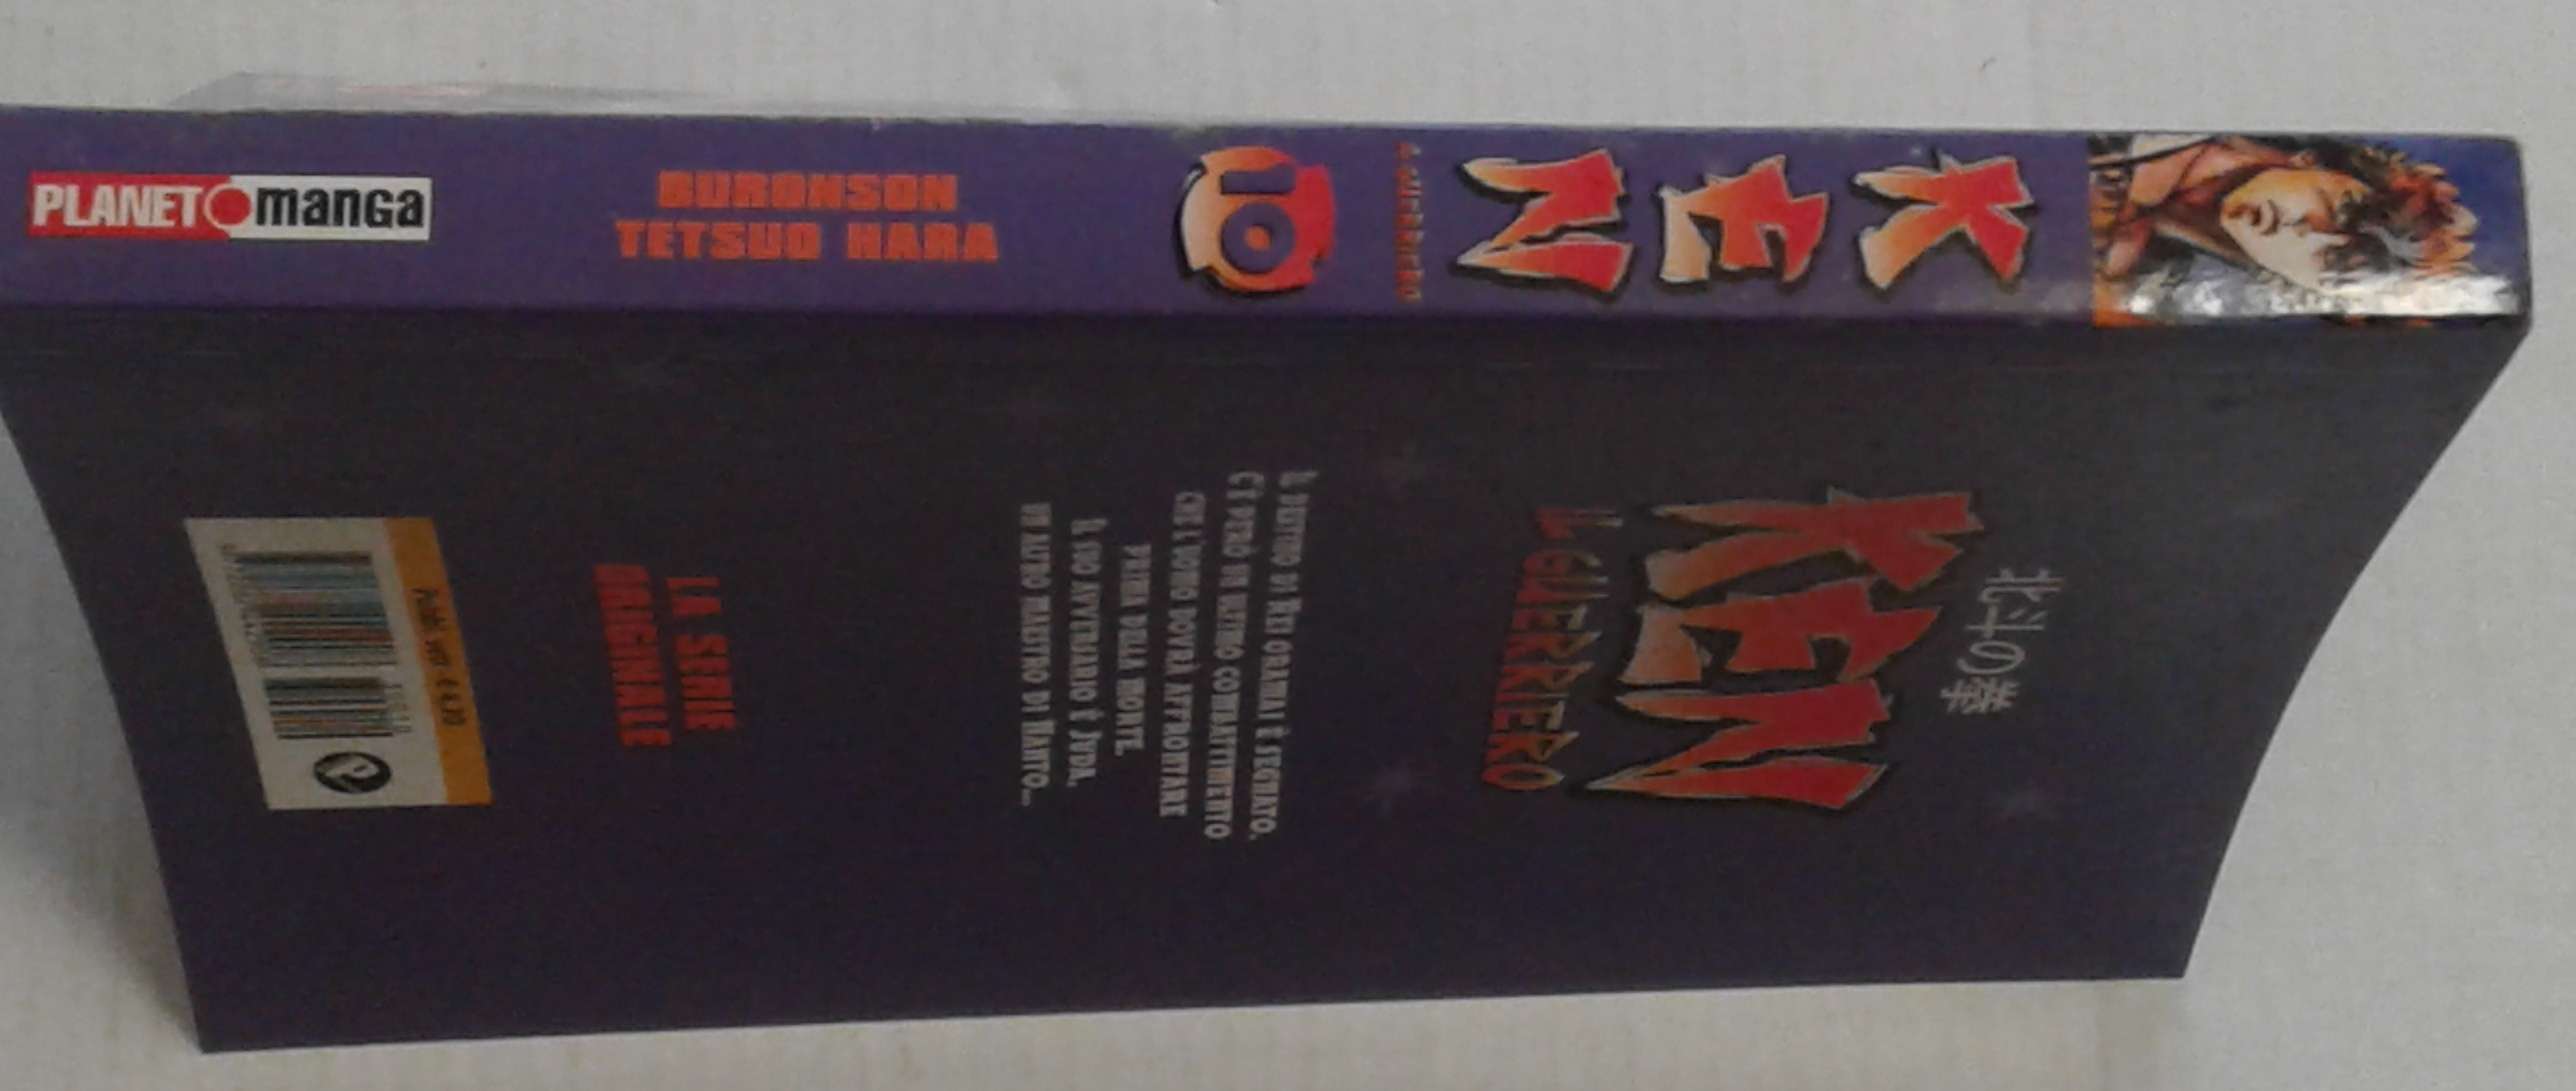 KEN
IL GUERRIERO
10
BURONSON
TETSUO HARA
PLANET manga
北斗の拳
KEN
IL GUERRIERO
IL DESTINO DI REI ORAMAI È SEGNATO.
C'È PERÒ UN ULTIMO COMBATTIMENTO
CHE L'UOMO DOVRÀ AFFRONTARE
PRIMA DELLA MORTE.
IL SUO AVVERSARIO È JUDA,
UN ALTRO MAESTRO DI NANTO...
LA SERIE
ORIGINALE